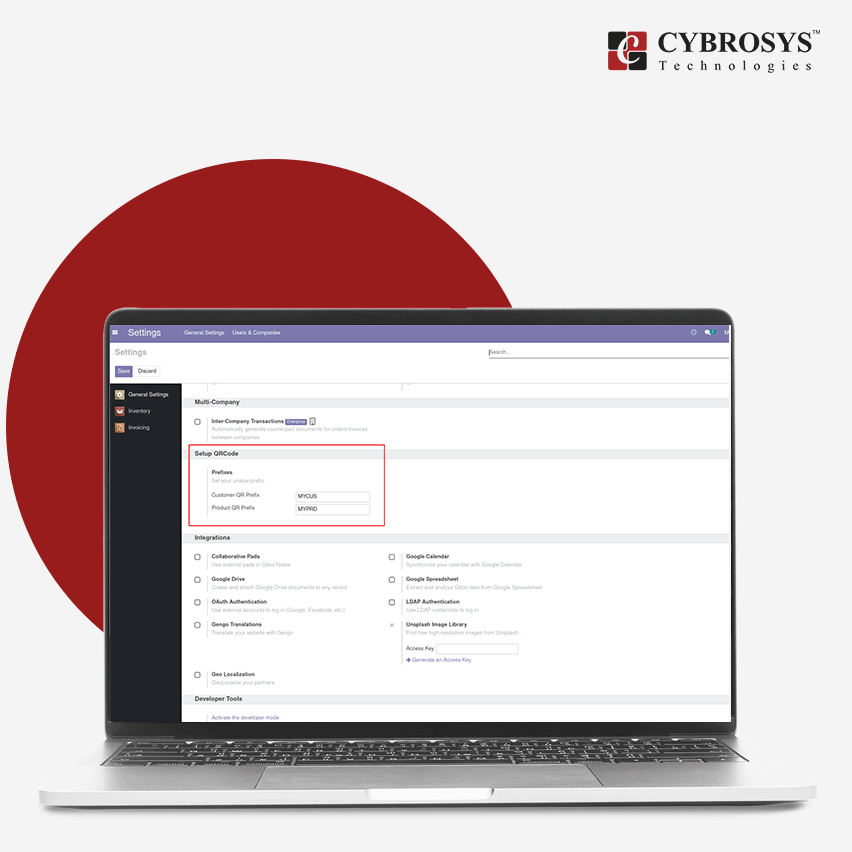 CYBROSYS™
Technologies
Settings General Settings Users & Companies
Settings
Search...
Save Discard
General Settings
Inventory
Invoicing
Multi-Company
Inter-Company Transactions Enterprise
Automatically generate counterpart documents for orders/invoices
between companies
Setup QRCode
Prefixes
Set your unique prefix.
Customer QR Prefix MYCUS
Product QR Prefix MYPRD
Integrations
Collaborative Pads
Use external pads in Odoo Notes
Google Calendar
Synchronize your calendar with Google Calendar
Google Drive
Create and attach Google Drive documents to any record
Google Spreadsheet
Extract and analyze Odoo data from Google Spreadsheet
OAuth Authentication
Use external accounts to log in (Google, Facebook, etc.)
LDAP Authentication
Use LDAP credentials to log in
Gengo Translations
Translate your website with Gengo
Unsplash Image Library
Find free high-resolution images from Unsplash
Access Key
Generate an Access Key
Geo Localization
GeoLocalize your partners
Developer Tools
Activate the developer mode